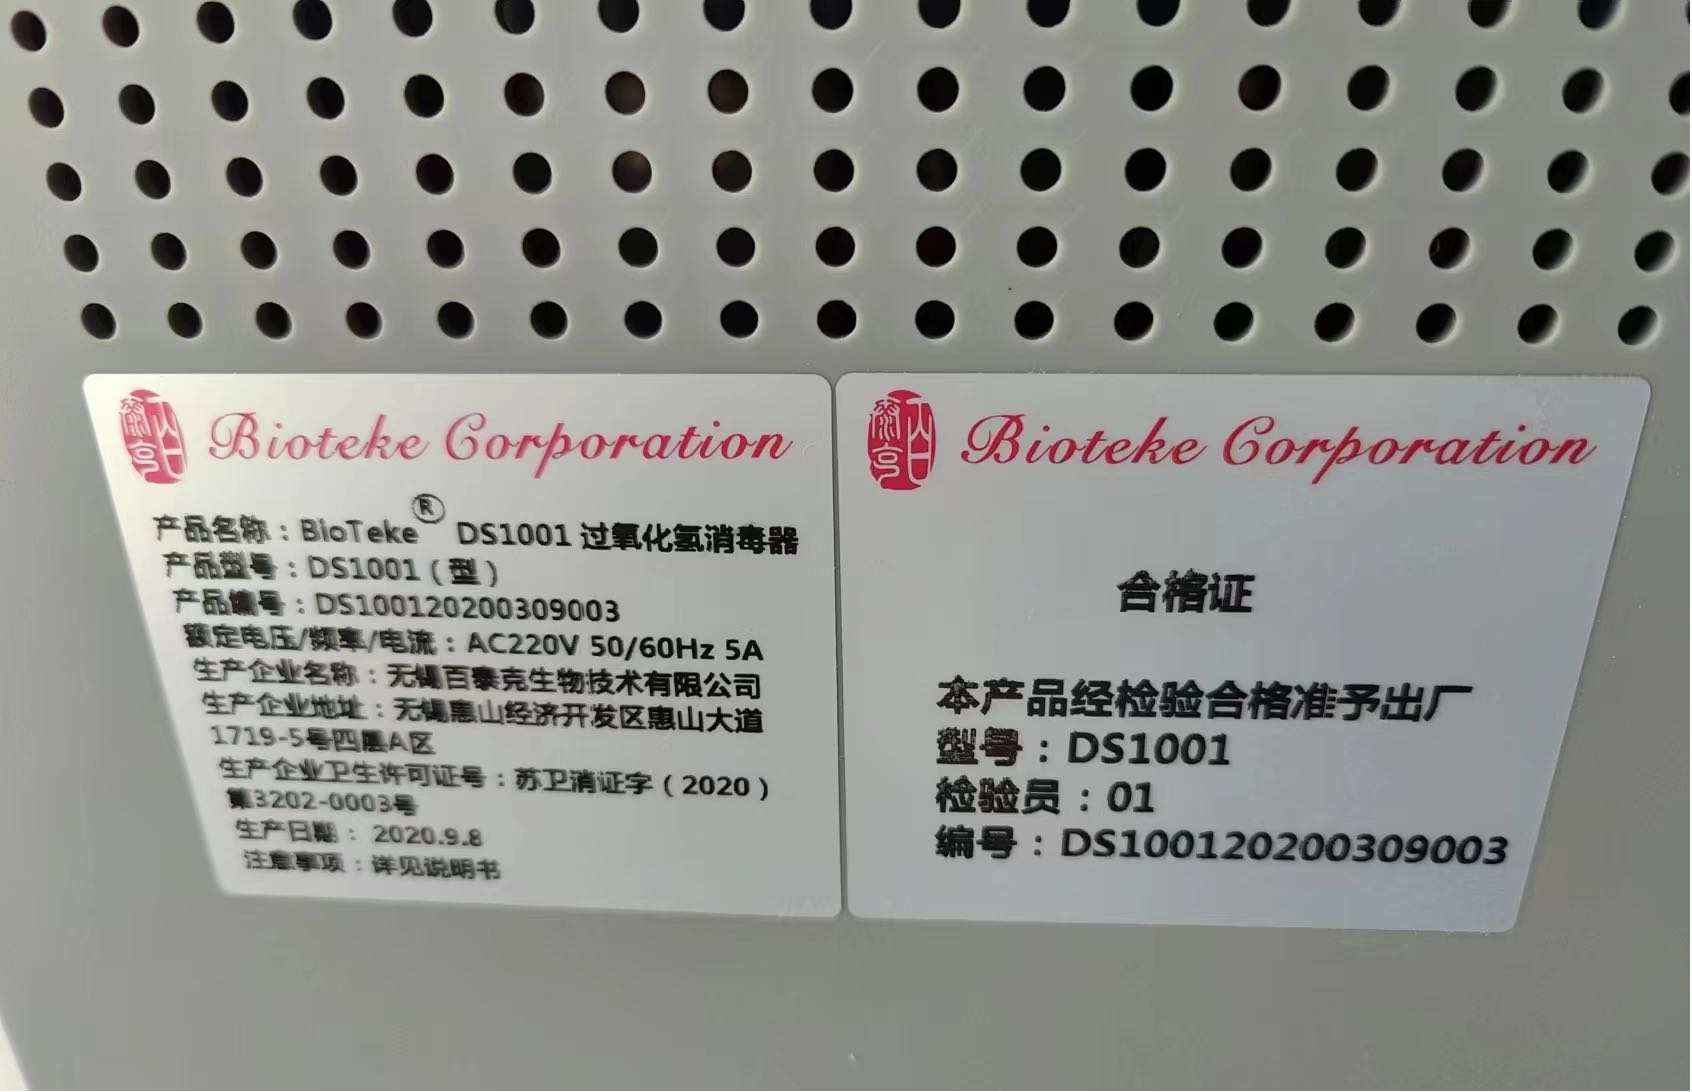 Bioteke Corporation
产品名称：BioTeke® DS1001 过氧化氢消毒器
产品型号：DS1001（型）
产品编号：DS100120200309003
额定电压/频率/电流：AC220V 50/60Hz 5A
生产企业名称：无锡百泰克生物技术有限公司
生产企业地址：无锡惠山经济开发区惠山大道
1719-5号四层A区
生产企业卫生许可证号：苏卫消证字（2020）
第3202-0003号
生产日期：2020.9.8
注意事项：详见说明书
Bioteke Corporation
合格证
本产品经检验合格准予出厂
型号：DS1001
检验员：01
编号：DS100120200309003